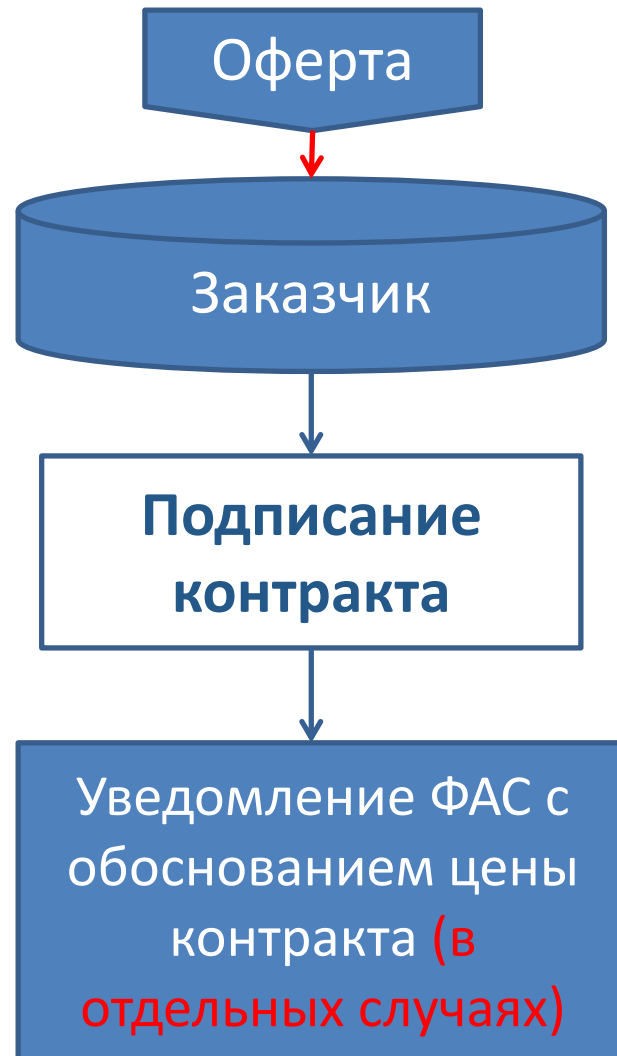 Оферта
Заказчик
Подписание
контракта
Уведомление ФАС с
обоснованием цены
контракта (в
отдельных случаях)